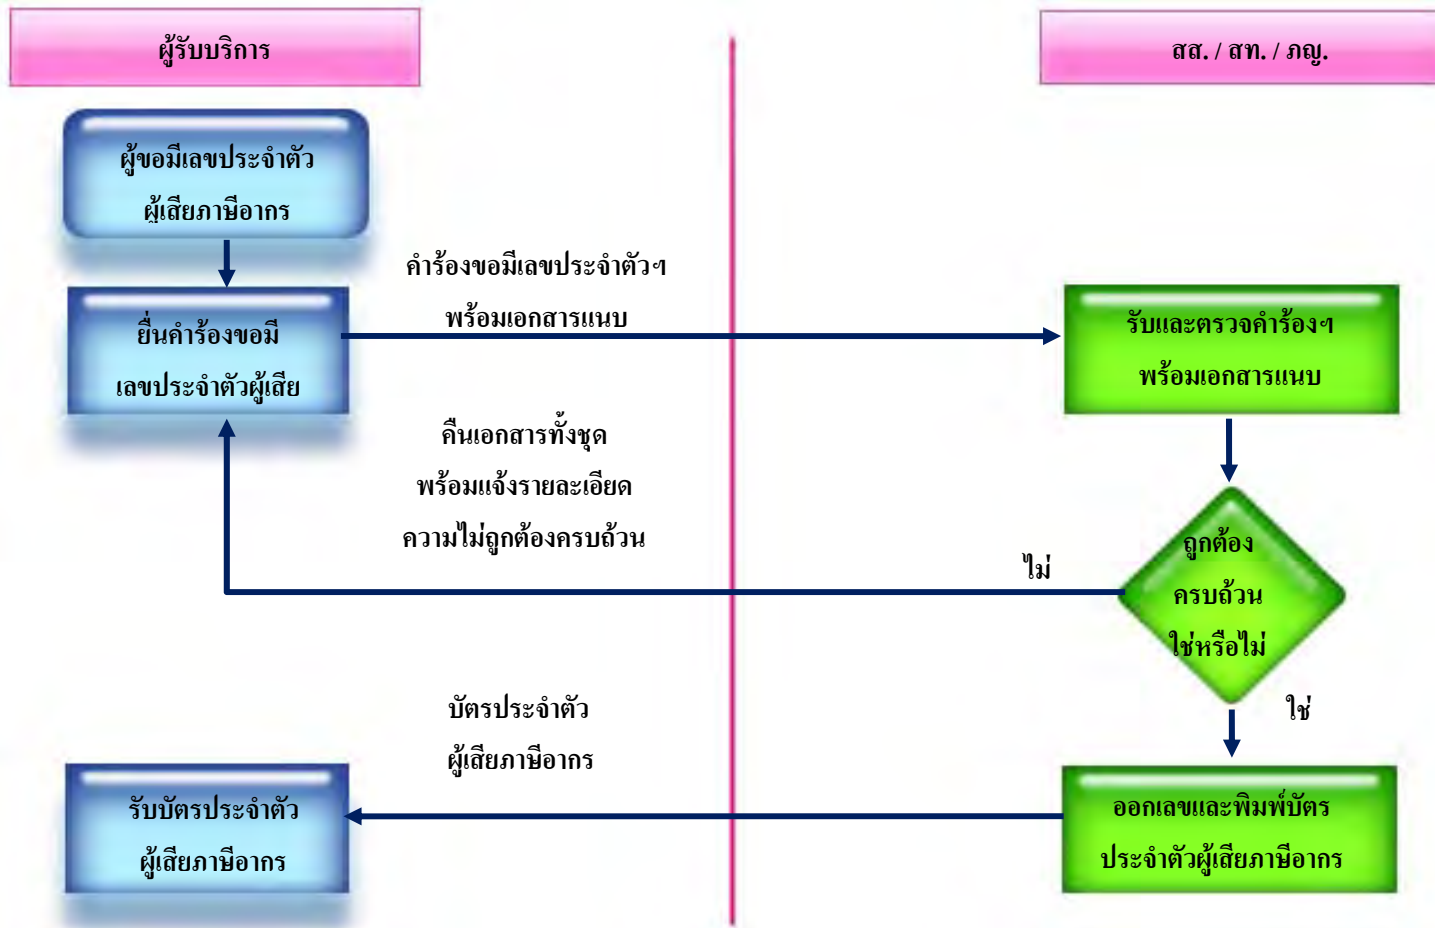 ผู้รับบริการ
สส. / สท. / ภญ.
ผู้ขอมีเลขประจำตัว
ผู้เสียภาษีอากร
คำร้องขอมีเลขประจำตัวฯ
พร้อมเอกสารแนบ
ยื่นคำร้องขอมี
เลขประจำตัวผู้เสีย
รับและตรวจคำร้องฯ
พร้อมเอกสารแนบ
คืนเอกสารทั้งชุด
พร้อมแจ้งรายละเอียด
ความไม่ถูกต้องครบถ้วน
ไม่
ถูกต้อง
ครบถ้วน
ใช่หรือไม่
ใช่
บัตรประจำตัว
ผู้เสียภาษีอากร
รับบัตรประจำตัว
ผู้เสียภาษีอากร
ออกเลขและพิมพ์บัตร
ประจำตัวผู้เสียภาษีอากร